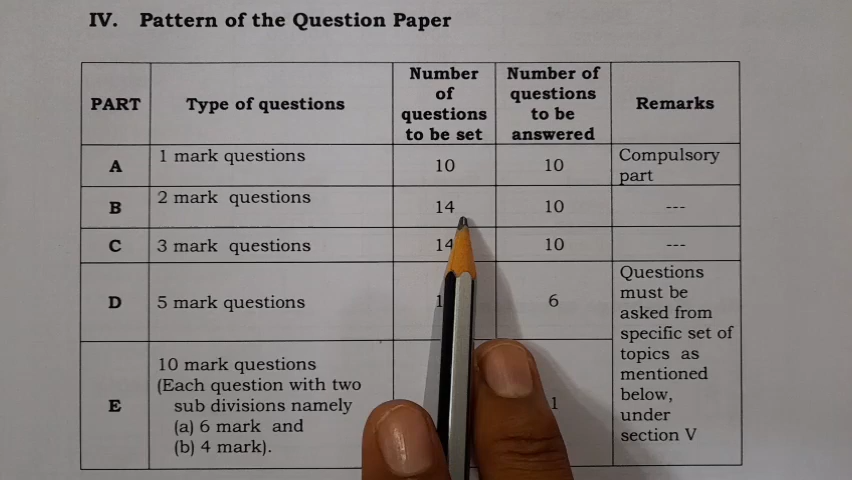 IV. Pattern of the Question Paper
PART
Type of questions
Number
of
questions
to be set
Number of
questions
to be
answered
Remarks
A
1 mark questions
10
10
Compulsory
part
B
2 mark questions
14
10
---
C
3 mark questions
14
10
---
D
5 mark questions
6
Questions
must be
asked from
specific set of
topics as
mentioned
below,
under
section V
E
10 mark questions
(Each question with two
sub divisions namely
(a) 6 mark and
(b) 4 mark).
1